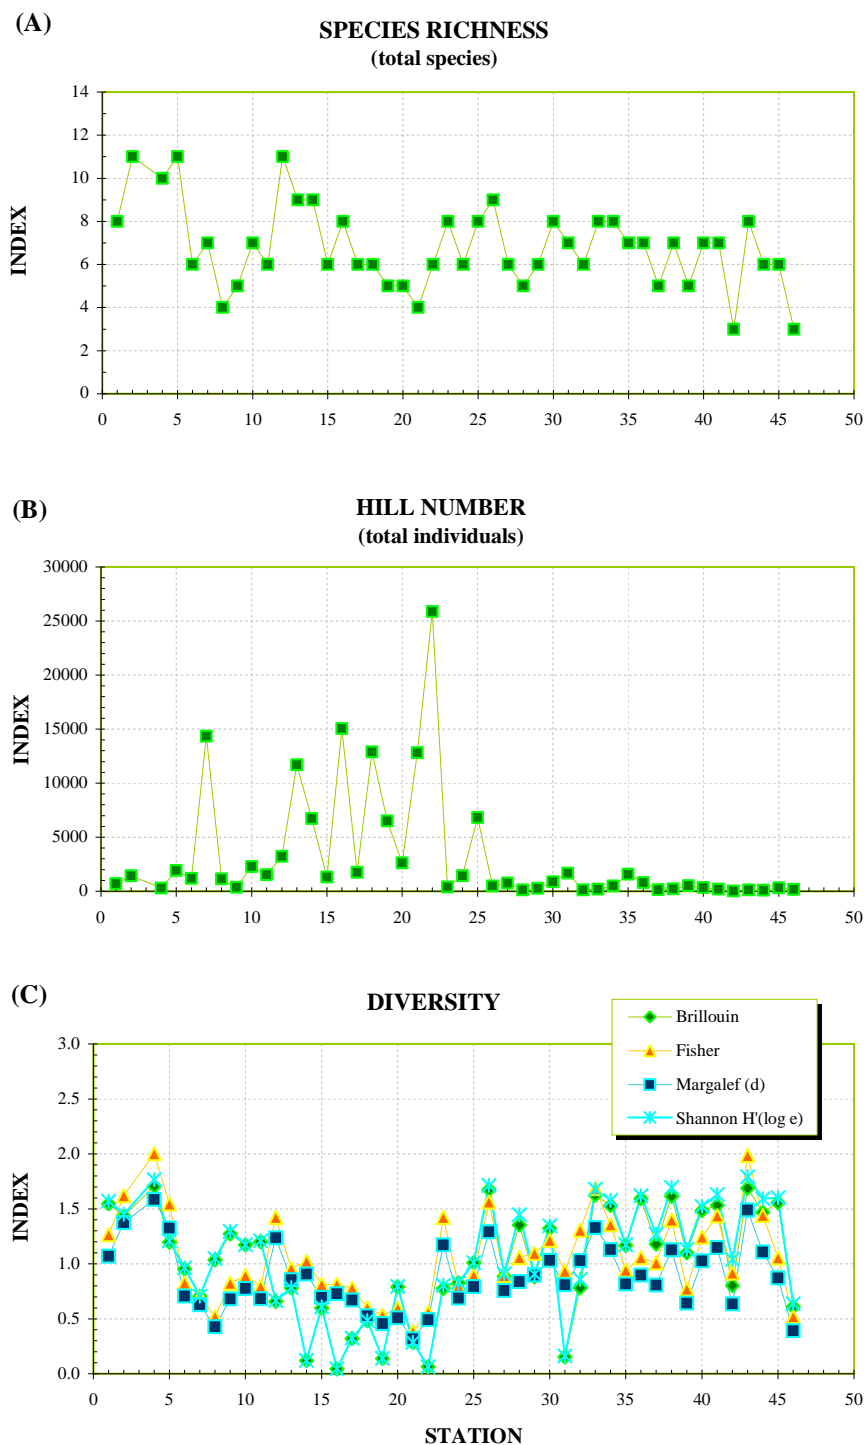 (A)
SPECIES RICHNESS
(total species)
14
12
10
8
6
4
2
0
INDEX
0 5 10 15 20 25 30 35 40 45 50
(B)
HILL NUMBER
(total individuals)
30000
25000
20000
15000
10000
5000
0
INDEX
0 5 10 15 20 25 30 35 40 45 50
(C)
DIVERSITY
Brillouin
Fisher
Margalef (d)
Shannon H'(log e)
3.0
2.5
2.0
1.5
1.0
0.5
0.0
INDEX
0 5 10 15 20 25 30 35 40 45 50
STATION